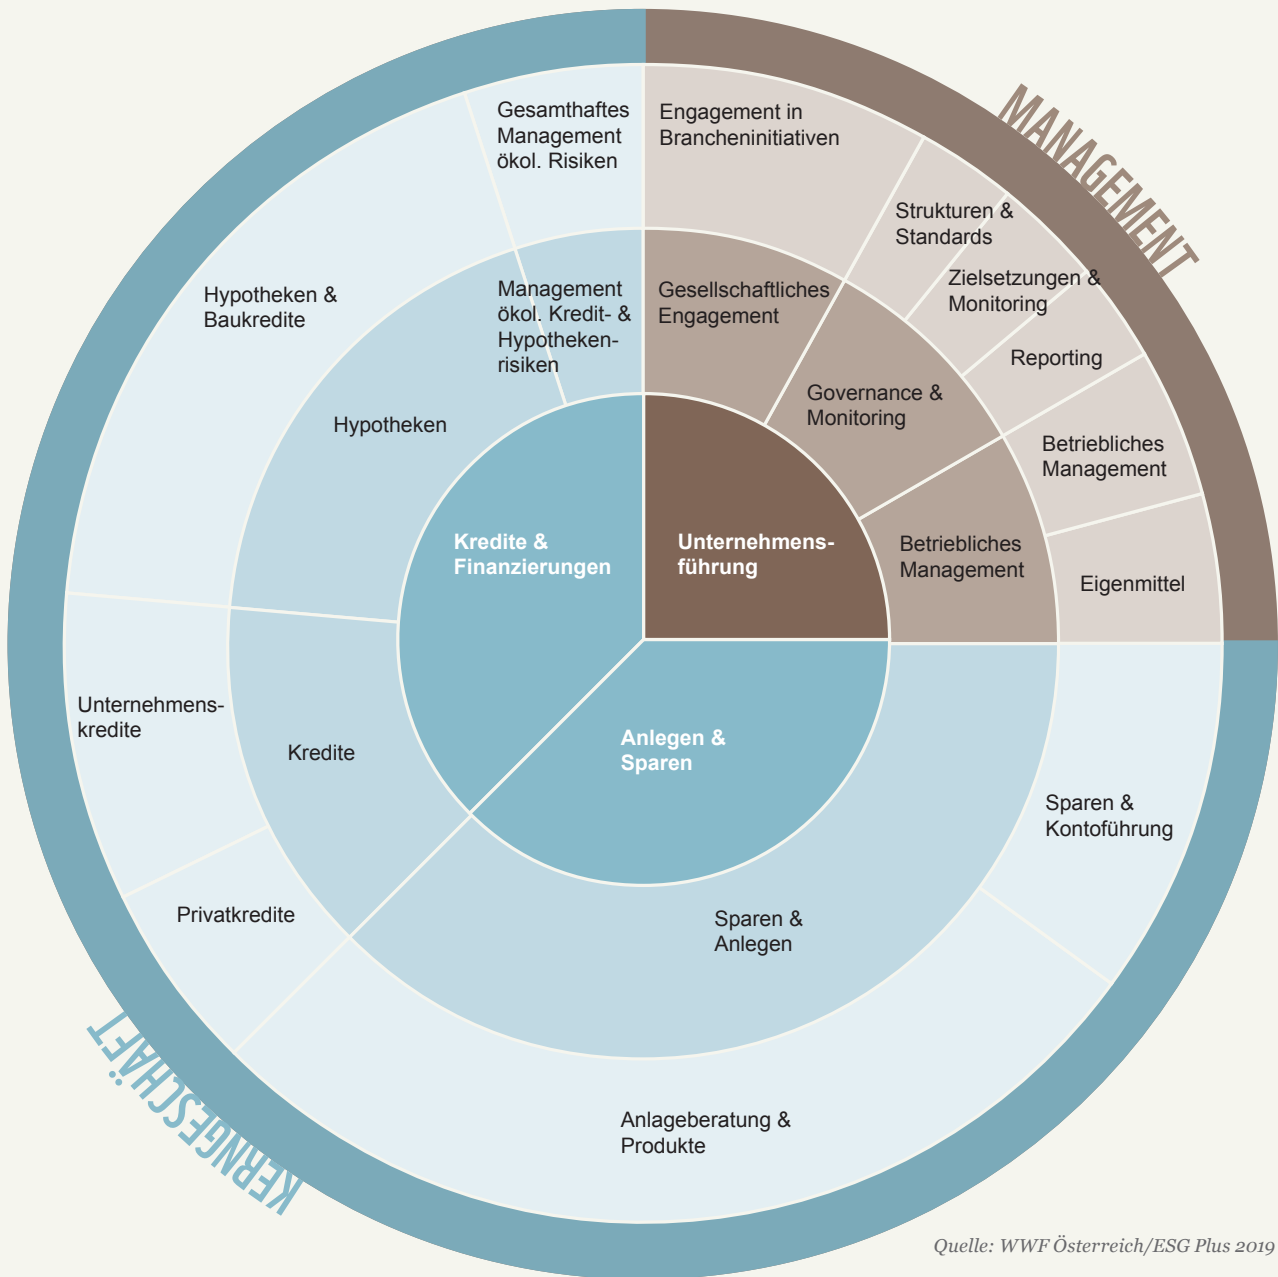 MANAGEMENT
Gesamthaftes
Management
ökol. Risiken
Engagement in
Brancheninitiativen
Strukturen &
Standards
Zielsetzungen &
Monitoring
Reporting
Betriebliches
Management
Eigenmittel
Hypotheken &
Baukredite
Management
ökol. Kredit- &
Hypotheken-
risiken
Gesellschaftliches
Engagement
Governance &
Monitoring
Betriebliches
Management
Hypotheken
Kredite &
Finanzierungen
Unternehmens-
führung
Anlegen &
Sparen
Unternehmens-
kredite
Kredite
Privatkredite
Sparen &
Anlegen
Sparen &
Kontoführung
Anlageberatung &
Produkte
KERNGESCHÄFT
Quelle: WWF Österreich/ESG Plus 2019